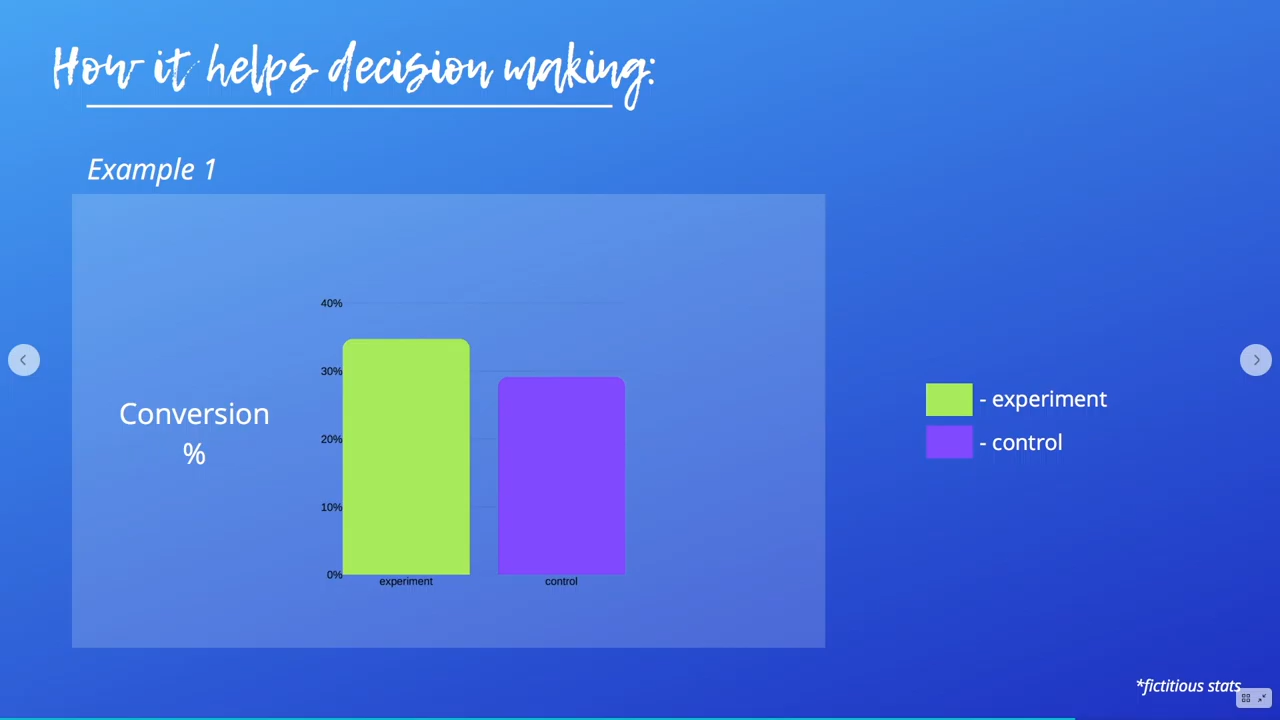 How it helps decision making:
Example 1
40%
30%
20%
10%
0%
Conversion
%
experiment
control
- experiment
- control
*fictitious stats